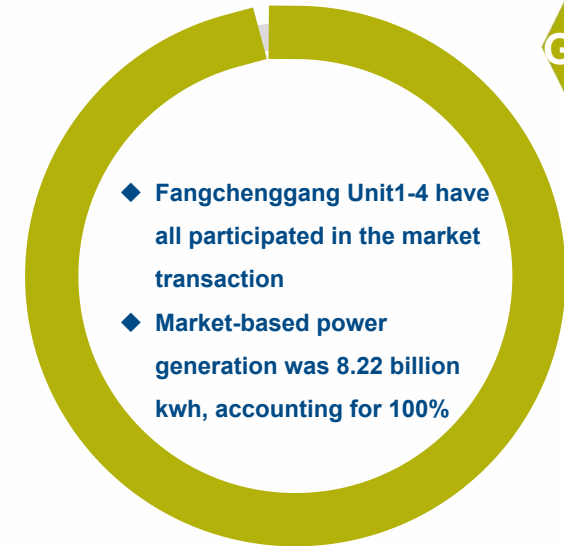 G
◆ Fangchenggang Unit1-4 have
all participated in the market
transaction
◆ Market-based power
generation was 8.22 billion
kwh, accounting for 100%